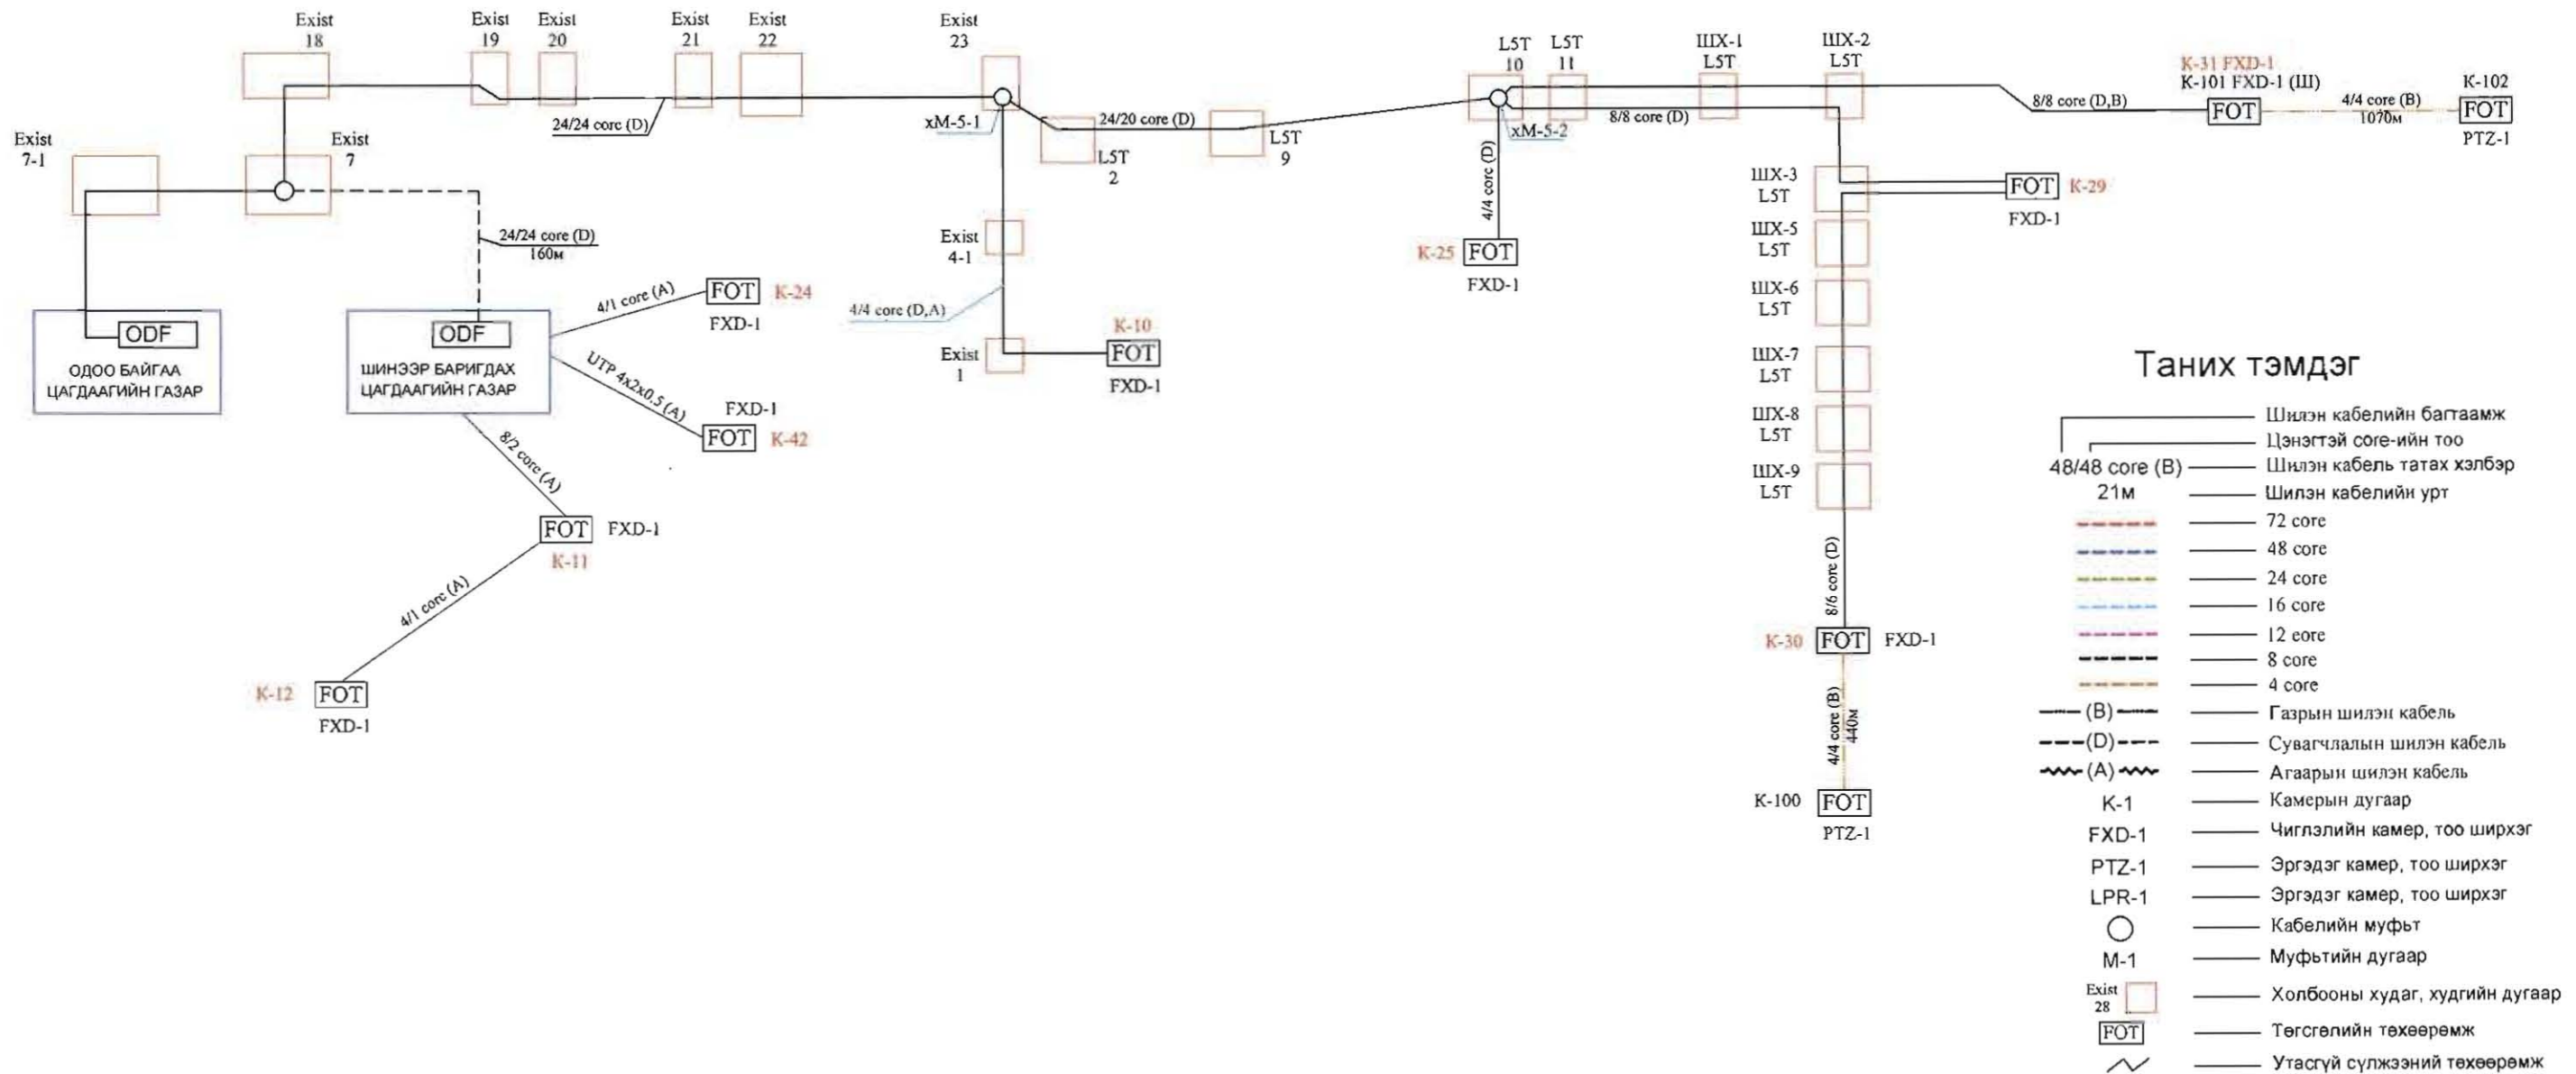 Exist
18
Exist
19
Exist
20
Exist
21
Exist
22
Exist
23
L5T
10
L5T
11
ШХ-1
L5T
ШХ-2
L5T
К-31 FXD-1
К-101 FXD-1 (Ш)
К-102
FOT
4/4 core (B)
1070м
FOT
PTZ-1
8/8 core (D,B)
8/8 core (D)
24/24 core (D)
хМ-5-1
24/20 core (D)
L5T
2
L5T
9
хМ-5-2
4/4 core (D)
К-25
FOT
FXD-1
Exist
7-1
Exist
7
24/24 core (D)
160м
ODF
ОДОО БАЙГАА
ЦАГДААГИЙН ГАЗАР
ODF
ШИНЭЭР БАРИГДАХ
ЦАГДААГИЙН ГАЗАР
4/1 core (A)
FOT
К-24
FXD-1
UTP 4x2x0.5 (A)
FXD-1
FOT
К-42
8/2 core (A)
FOT
FXD-1
К-11
4/1 core (A)
К-12
FOT
FXD-1
Exist
4-1
4/4 core (D,A)
Exist
1
К-10
FOT
FXD-1
ШХ-3
L5T
FOT
К-29
FXD-1
ШХ-5
L5T
ШХ-6
L5T
ШХ-7
L5T
ШХ-8
L5T
ШХ-9
L5T
8/6 core (D)
К-30
FOT
FXD-1
4/4 core (B)
440м
К-100
FOT
PTZ-1
Таних тэмдэг
Шилэн кабелийн багтаамж
Цэнэгтэй core-ийн тоо
48/48 core (B)
Шилэн кабель татах хэлбэр
21м
Шилэн кабелийн урт
72 core
48 core
24 core
16 core
12 core
8 core
4 core
(B)
Газрын шилэн кабель
(D)
Сувагчлалын шилэн кабель
(A)
Агаарын шилэн кабель
К-1
Камерын дугаар
FXD-1
Чиглэлийн камер, тоо ширхэг
PTZ-1
Эргэдэг камер, тоо ширхэг
LPR-1
Эргэдэг камер, тоо ширхэг
Кабелийн муфьт
М-1
Муфьтийн дугаар
Exist
28
Холбооны худаг, худгийн дугаар
FOT
Төгсгөлийн төхөөрөмж
Утасгүй сүлжээний төхөөрөмж